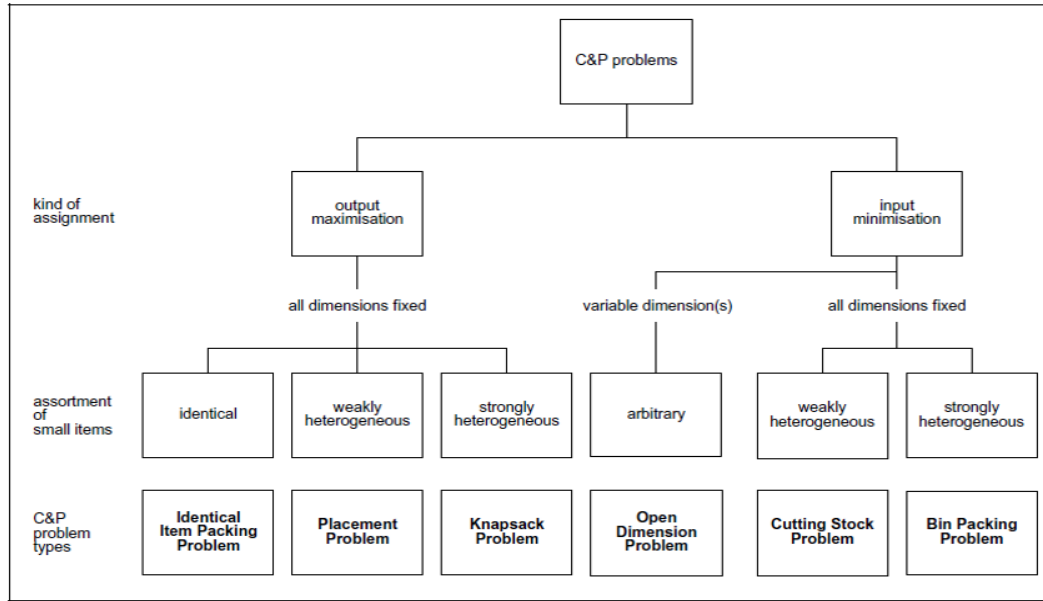 C&P problems
kind of
assignment
output
maximisation
input
minimisation
all dimensions fixed
variable dimension(s)
all dimensions fixed
assortment
of
small items
identical
weakly
heterogeneous
strongly
heterogeneous
arbitrary
weakly
heterogeneous
strongly
heterogeneous
C&P
problem
types
Identical
Item Packing
Problem
Placement
Problem
Knapsack
Problem
Open
Dimension
Problem
Cutting Stock
Problem
Bin Packing
Problem